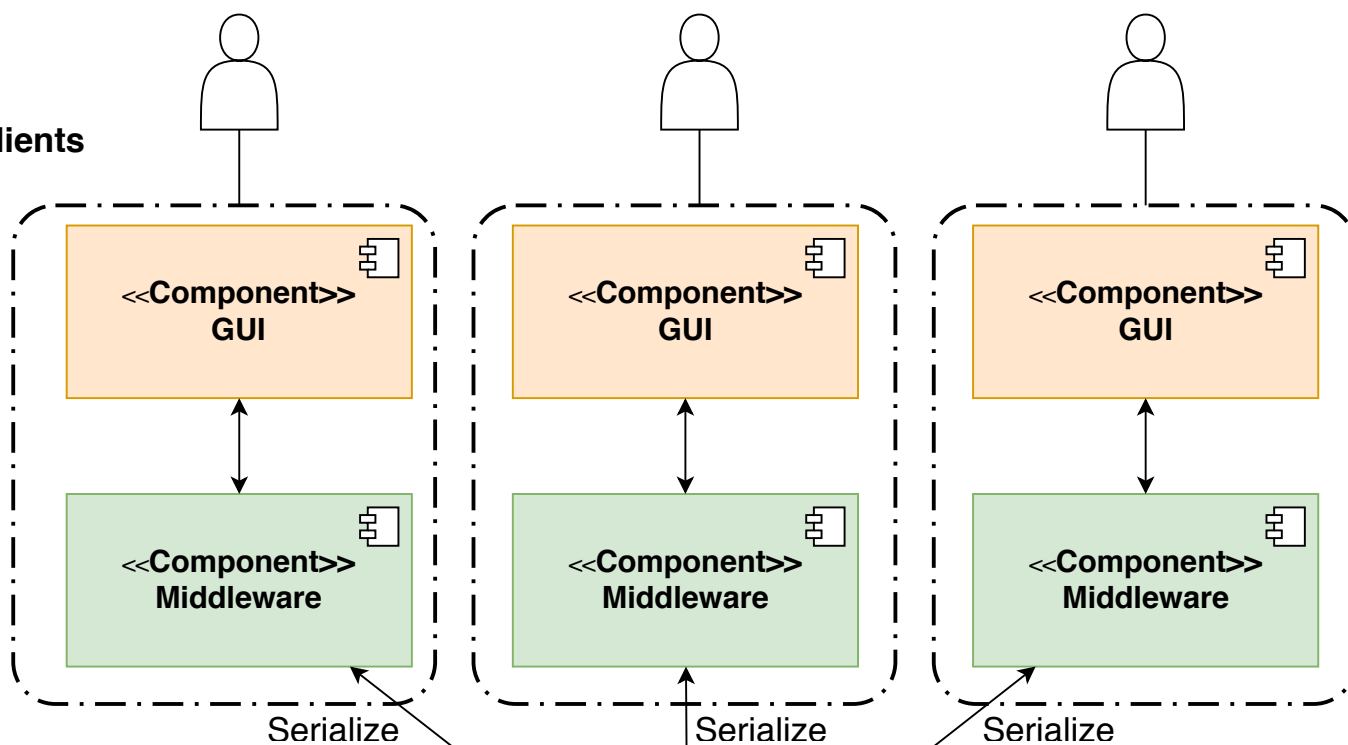 lients
<<Component>>
GUI
<<Component>>
GUI
<<Component>>
GUI
<<Component>>
Middleware
<<Component>>
Middleware
<<Component>>
Middleware
Serialize
Serialize
Serialize